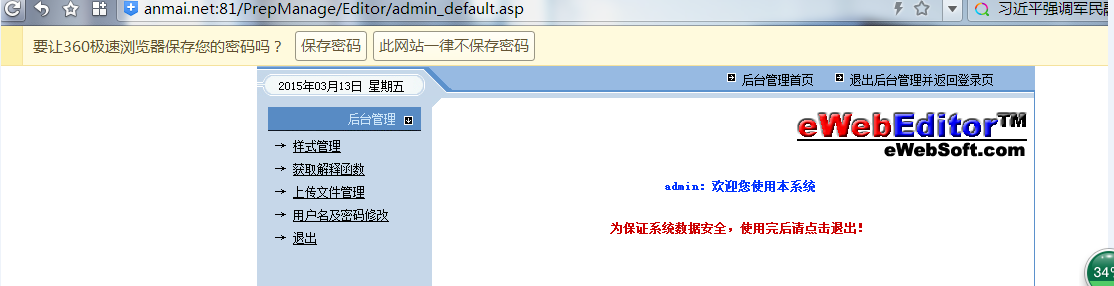 anmai.net:81/PrepManage/Editor/admin_default.asp
习近平强调军民融
要让360极速浏览器保存您的密码吗？ 保存密码 此网站一律不保存密码
2015年03月13日 星期五
后台管理首页 退出后台管理并返回登录页
后台管理
样式管理
获取解释函数
上传文件管理
用户名及密码修改
退出
eWebEditor™
eWebSoft.com
admin：欢迎您使用本系统
为保证系统数据安全，使用完后请点击退出！
34%